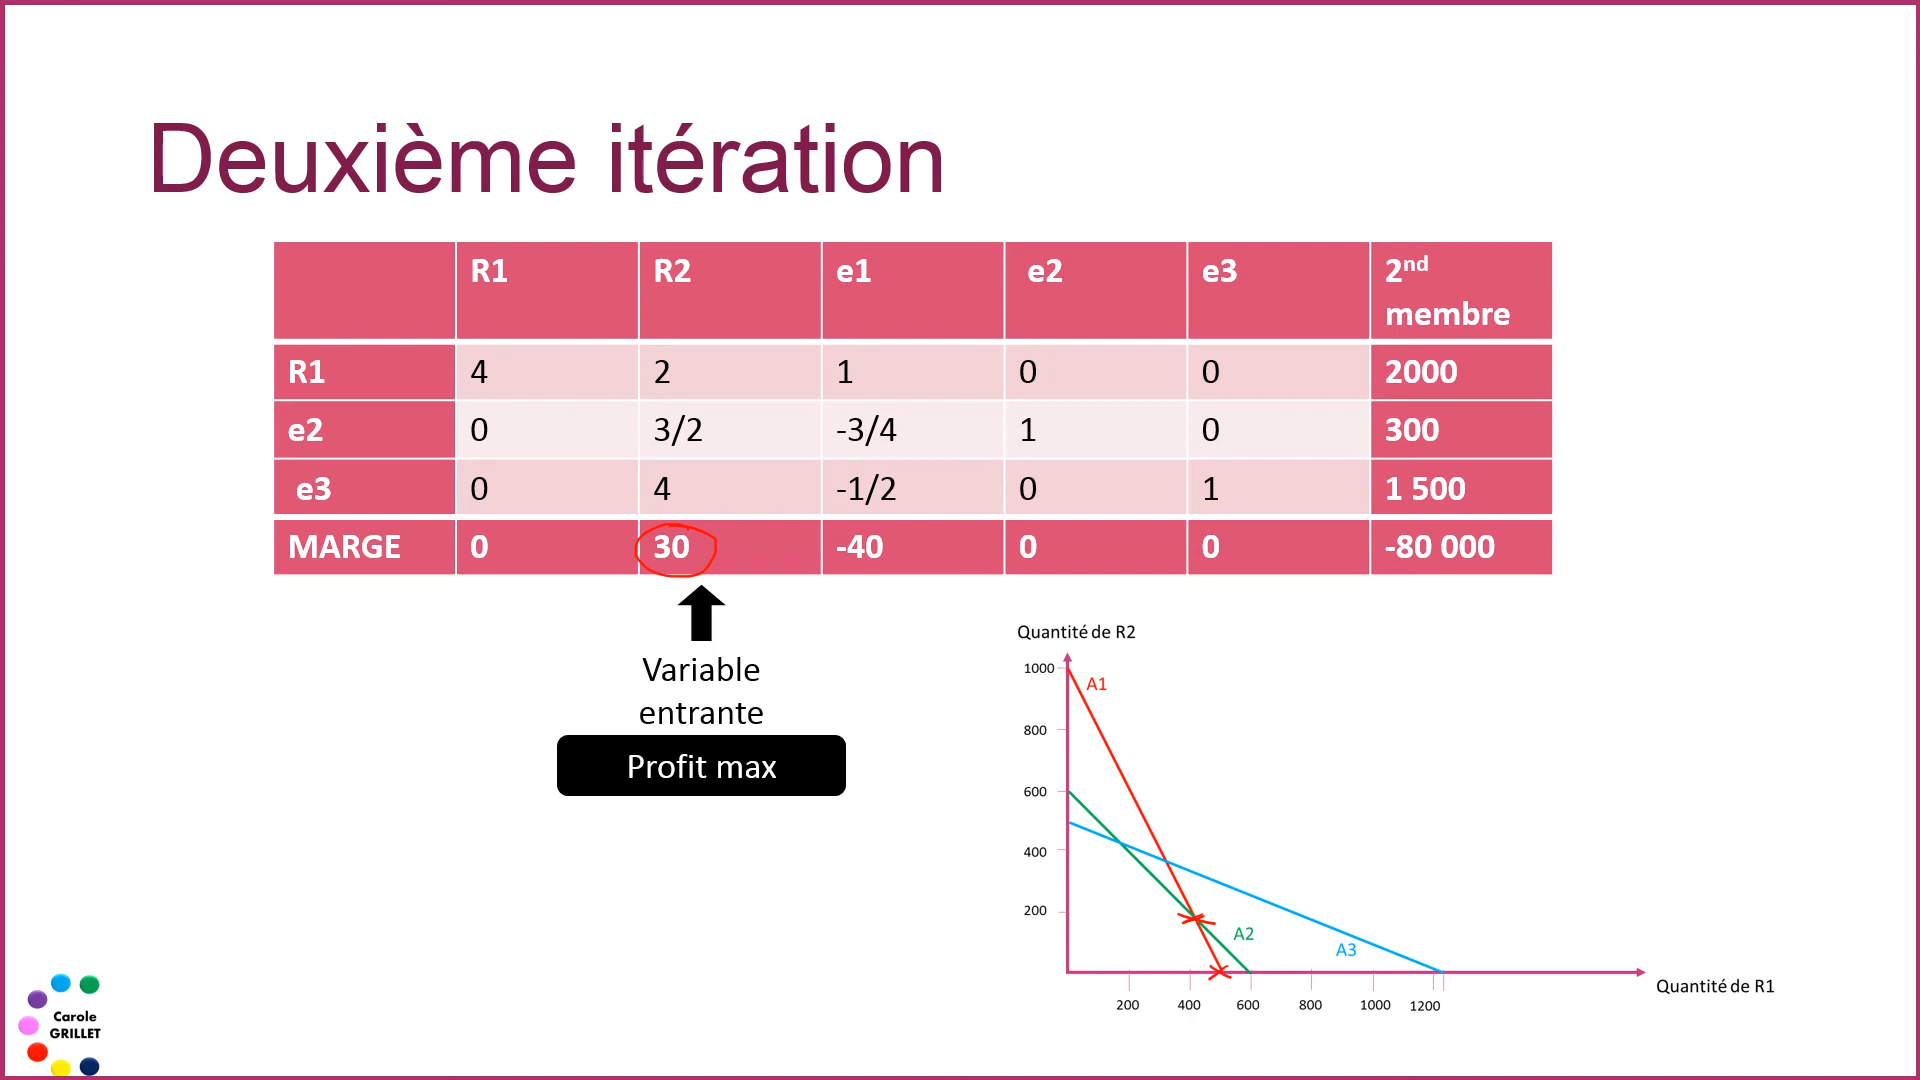 Deuxième itération
R1 R2 e1 e2 e3 2nd membre
R1 4 2 1 0 0 2000
e2 0 3/2 -3/4 1 0 300
e3 0 4 -1/2 0 1 1 500
MARGE 0 30 -40 0 0 -80 000
Variable
entrante
Profit max
Quantité de R2
1000
A1
800
600
400
200
A2
A3
Quantité de R1
200 400 600 800 1000 1200
Carole
GRILLET